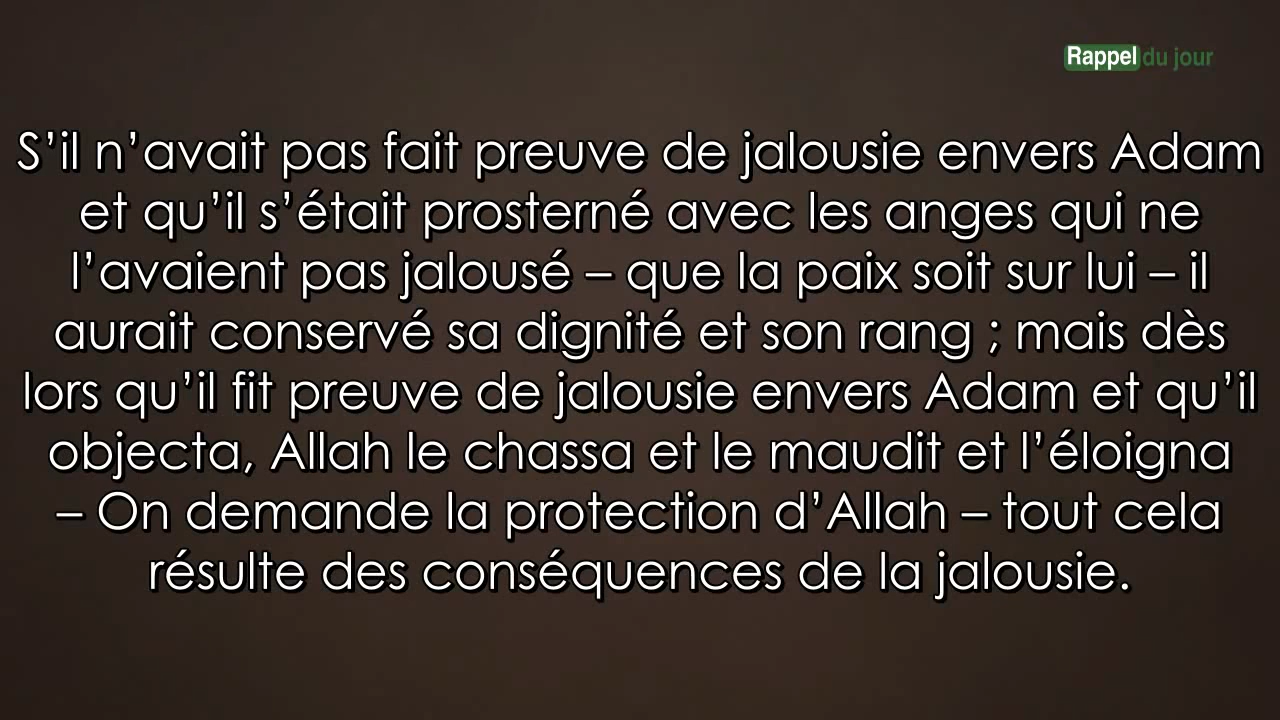 Rappel du jour
S’il n’avait pas fait preuve de jalousie envers Adam
et qu’il s’était prosterné avec les anges qui ne
l’avaient pas jalousé – que la paix soit sur lui – il
aurait conservé sa dignité et son rang ; mais dès
lors qu’il fit preuve de jalousie envers Adam et qu’il
objecta, Allah le chassa et le maudit et l’éloigna
– On demande la protection d’Allah – tout cela
résulte des conséquences de la jalousie.